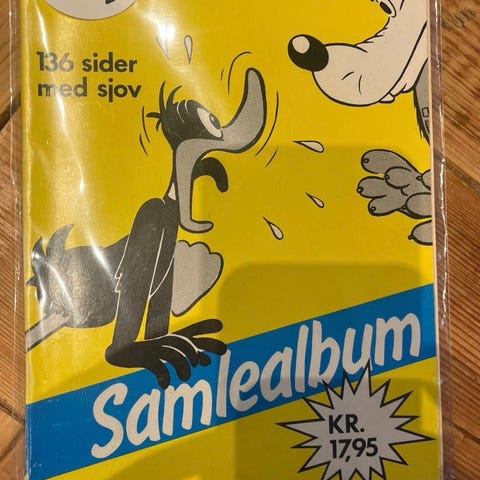 136 sider
med sjov
Samlealbum
KR.
17,95